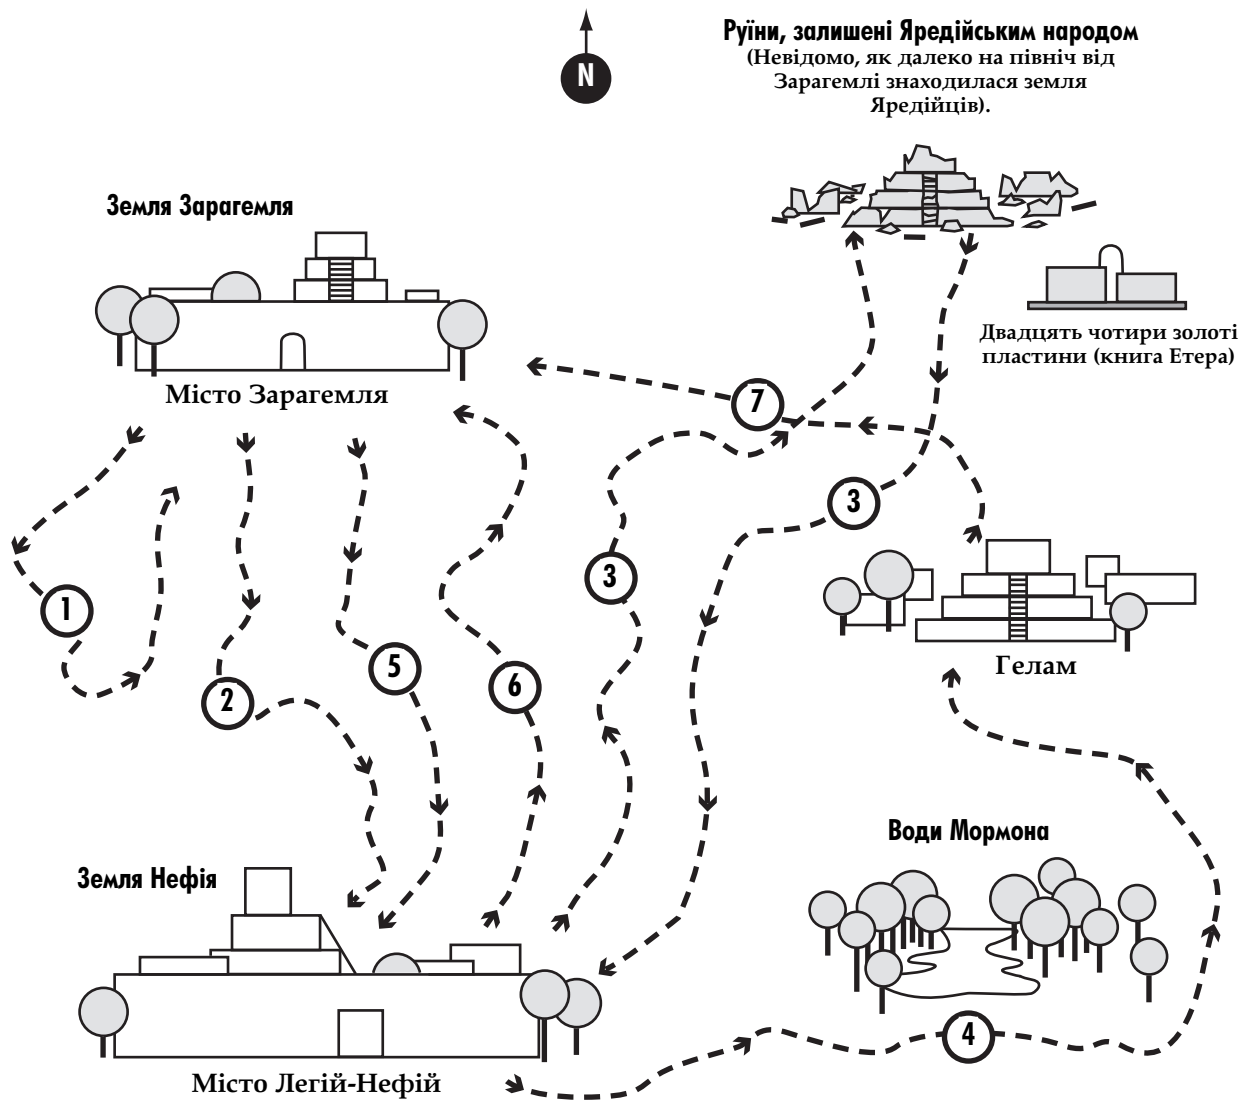 N
Руїни, залишені Яредійським народом
(Невідомо, як далеко на північ від
Зарагемлі знаходилася земля
Яредійців).
Земля Зарагемля
Двадцять чотири золоті
пластини (книга Етера)
Місто Зарагемля
7
3
3
1
5
6
2
Гелам
Води Мормона
Земля Нефія
4
Місто Легій-Нефій